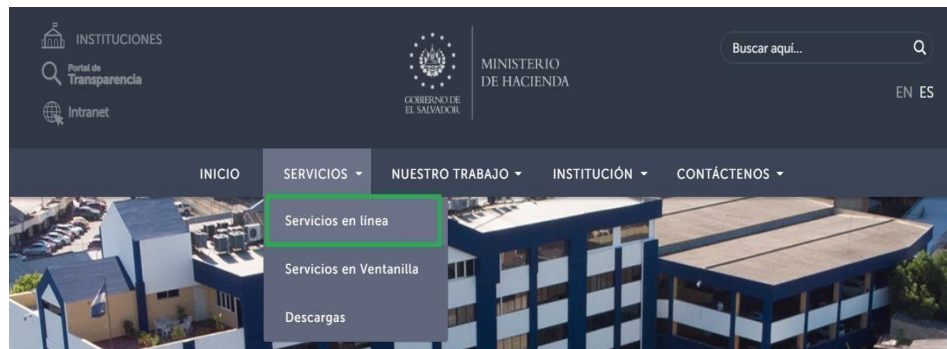 INSTITUCIONES
Portal de
Transparencia
Intranet
GOBIERNO DE
EL SALVADOR
MINISTERIO
DE HACIENDA
Buscar aquí...
EN ES
INICIO SERVICIOS NUESTRO TRABAJO INSTITUCIÓN CONTÁCTENOS
Servicios en línea
Servicios en Ventanilla
Descargas